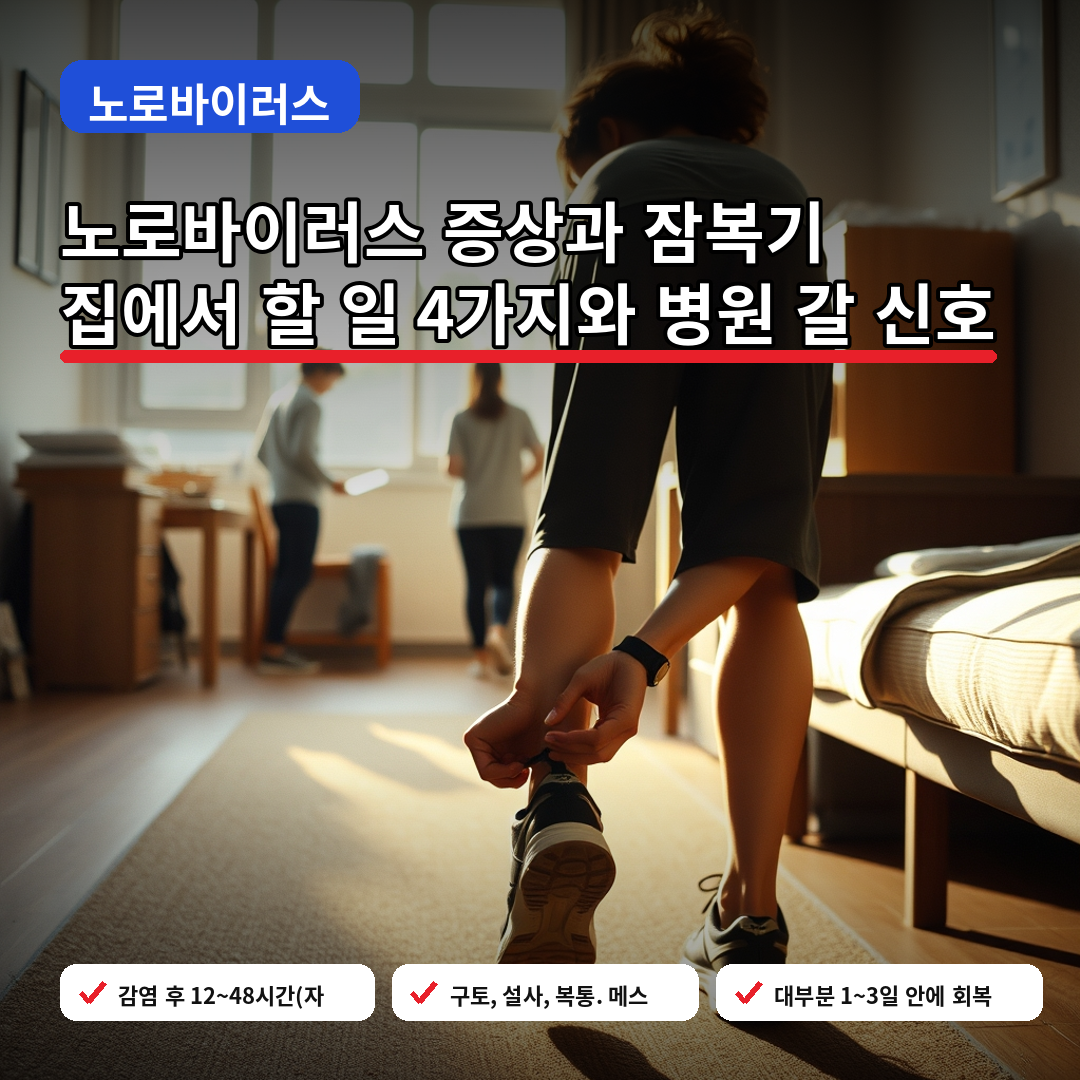 노로바이러스
노로바이러스 증상과 잠복기
집에서 할 일 4가지와 병원 갈 신호
감염 후 12~48시간(자
구토, 설사, 복통. 메스
대부분 1~3일 안에 회복